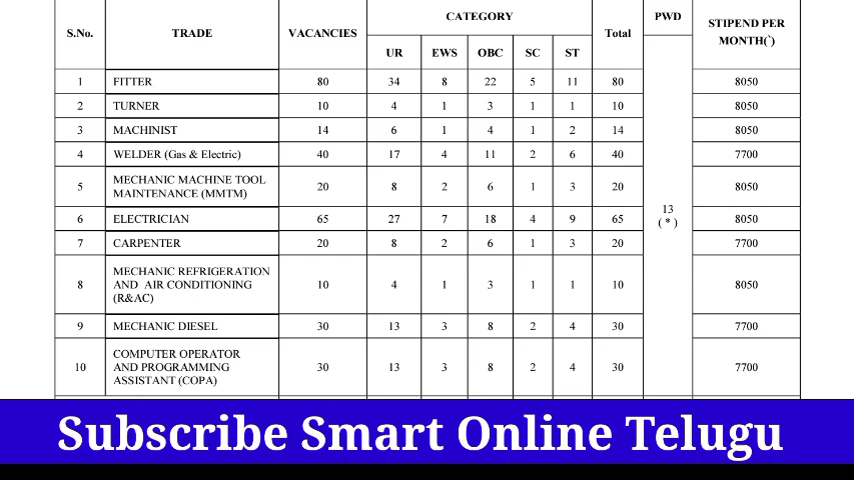 S.No. TRADE VACANCIES CATEGORY Total PWD STIPEND PER MONTH(`)
UR EWS OBC SC ST
1 FITTER 80 34 8 22 5 11 80 8050
2 TURNER 10 4 1 3 1 1 10 8050
3 MACHINIST 14 6 1 4 1 2 14 8050
4 WELDER (Gas & Electric) 40 17 4 11 2 6 40 7700
5 MECHANIC MACHINE TOOL MAINTENANCE (MMTM) 20 8 2 6 1 3 20 8050
13 (*)
6 ELECTRICIAN 65 27 7 18 4 9 65 8050
7 CARPENTER 20 8 2 6 1 3 20 7700
8 MECHANIC REFRIGERATION AND AIR CONDITIONING (R&AC) 10 4 1 3 1 1 10 8050
9 MECHANIC DIESEL 30 13 3 8 2 4 30 7700
10 COMPUTER OPERATOR AND PROGRAMMING ASSISTANT (COPA) 30 13 3 8 2 4 30 7700
Subscribe Smart Online Telugu